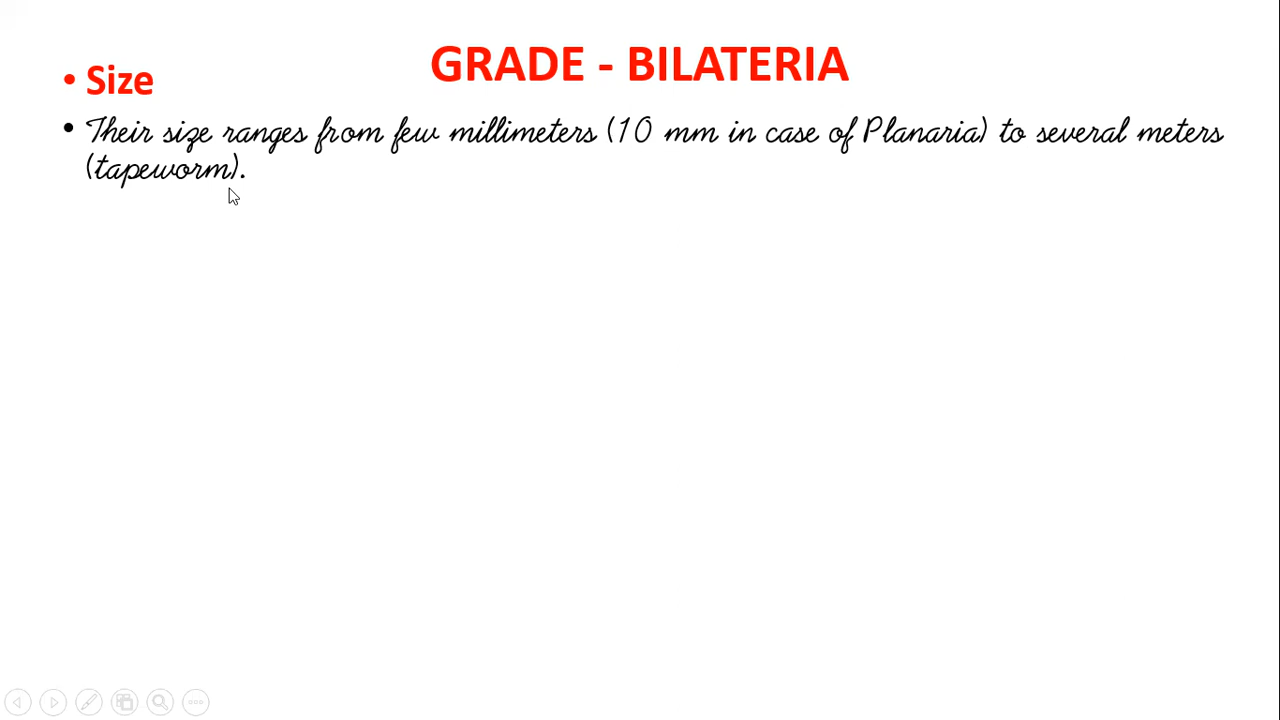 GRADE - BILATERIA
• Size
• Their size ranges from few millimeters (10 mm in case of Planaria) to several meters
(tapeworm).